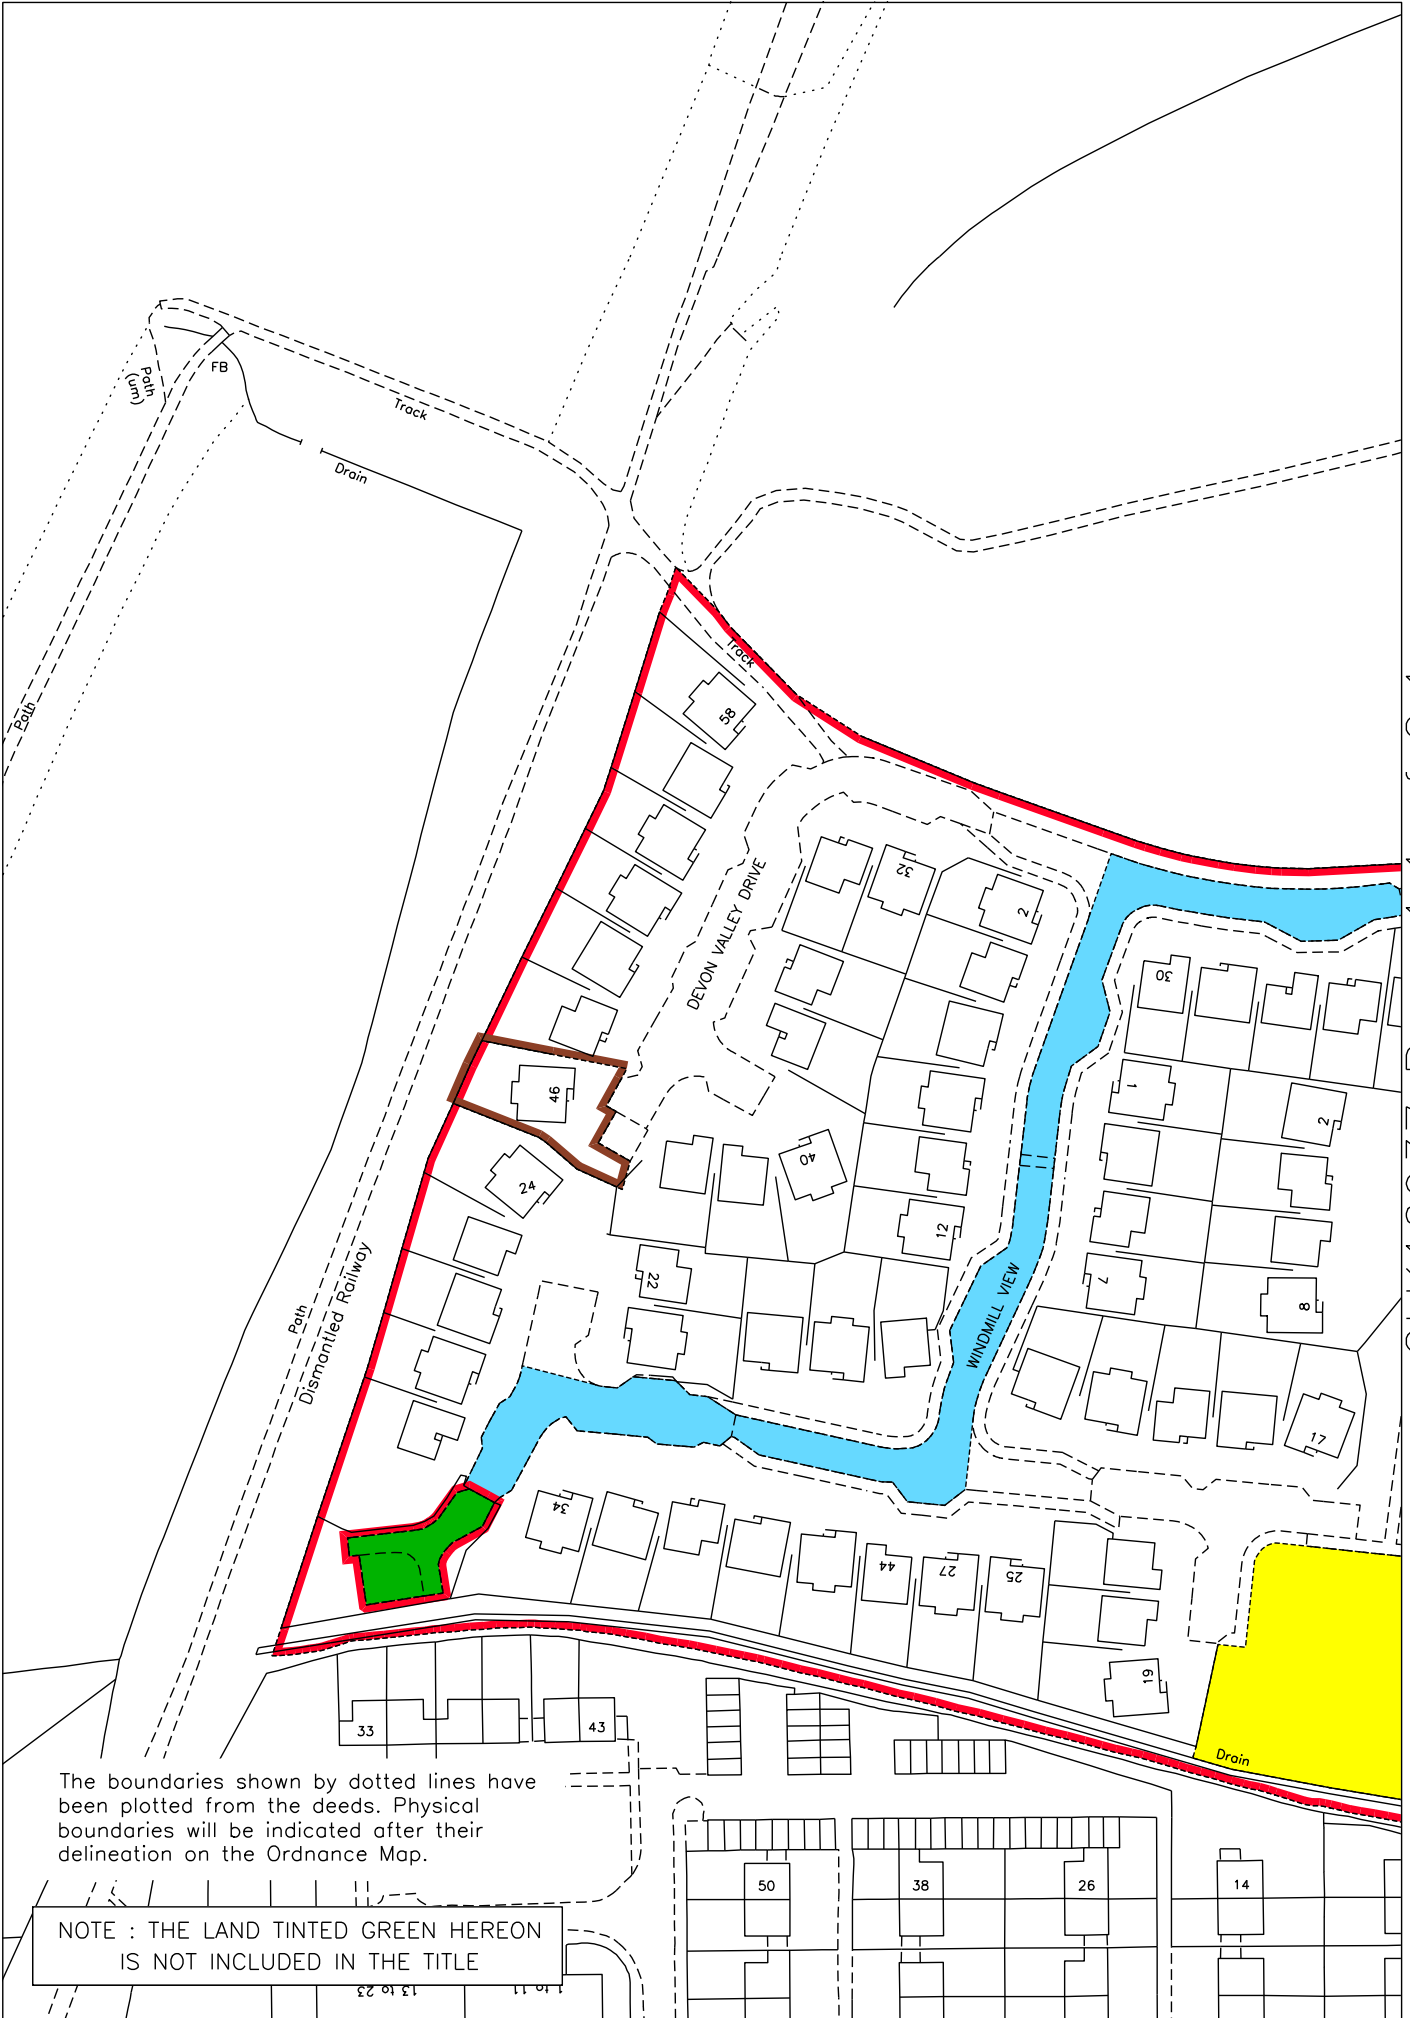 FB
Path
(um)
Track
Drain
Path
Track
58
DEVON VALLEY DRIVE
32
2
30
46
1
2
24
40
12
22
7
8
WINDMILL VIEW
Path
Dismantled Railway
17
34
44
27
25
19
Drain
33
43
The boundaries shown by dotted lines have
been plotted from the deeds. Physical
boundaries will be indicated after their
delineation on the Ordnance Map.
50
38
26
14
NOTE : THE LAND TINTED GREEN HEREON
IS NOT INCLUDED IN THE TITLE
13 to 23
1 to 11